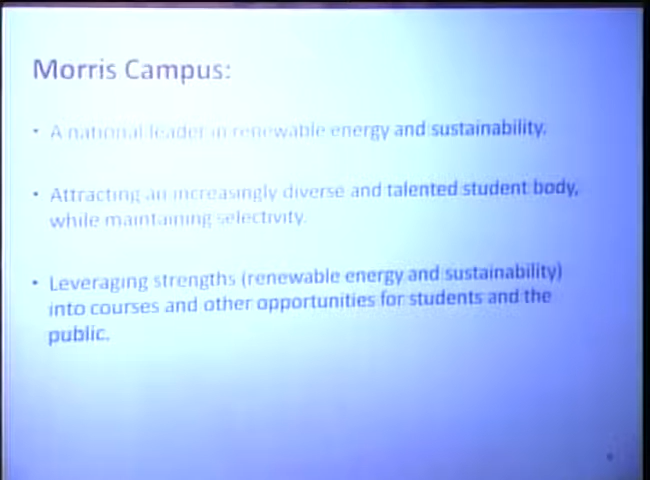 Morris Campus:
• A national leader in renewable energy and sustainability.
• Attracting an increasingly diverse and talented student body,
while maintaining selectivity.
• Leveraging strengths (renewable energy and sustainability)
into courses and other opportunities for students and the
public.